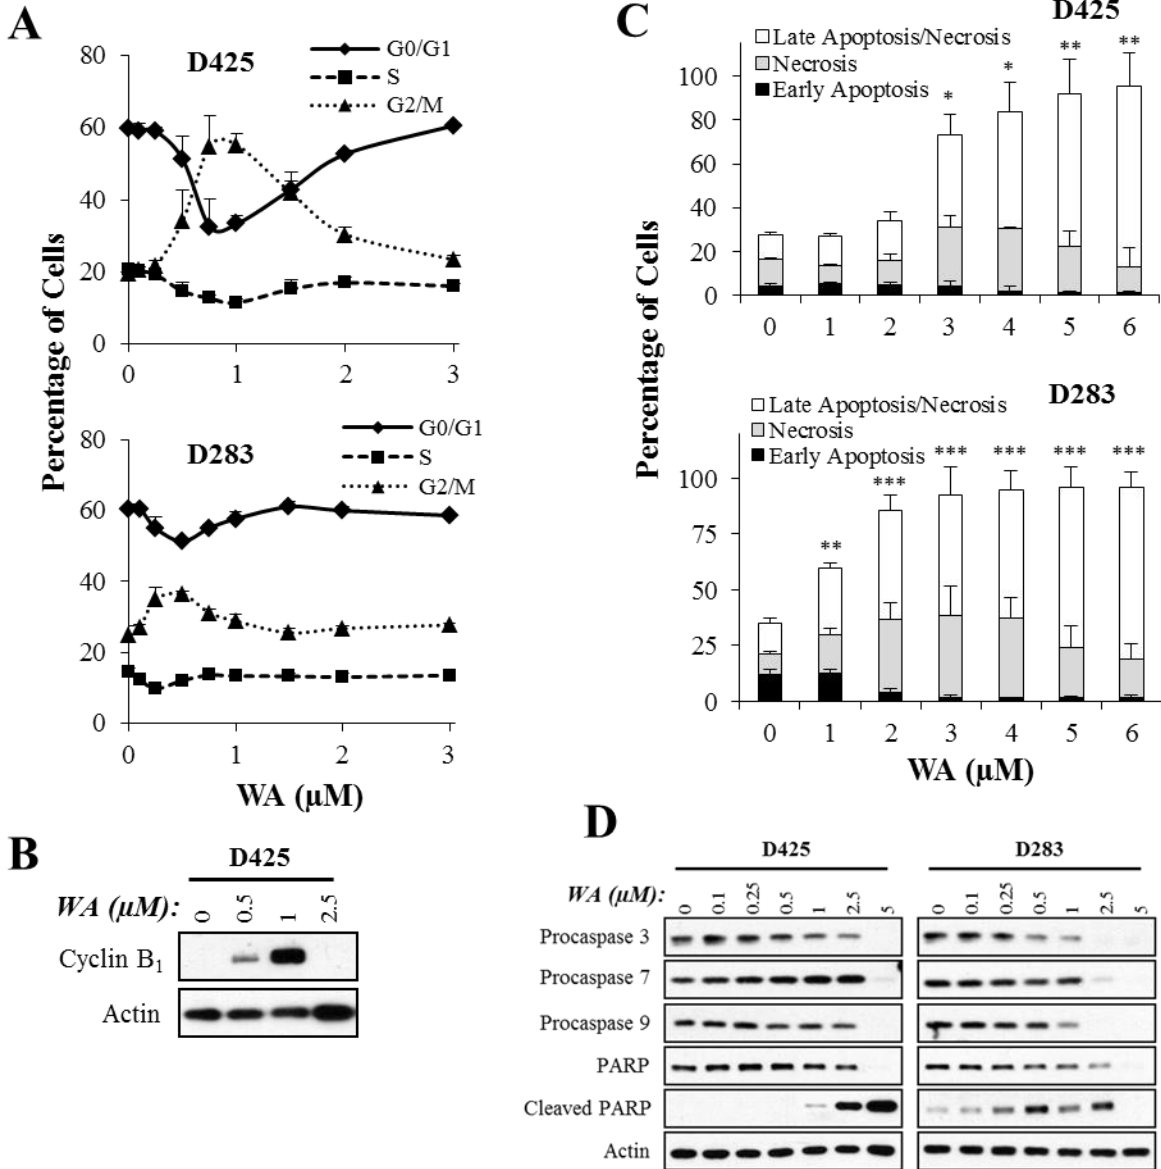 A
D425
G0/G1
S
G2/M
80
60
40
20
0
0 1 2 3
Percentage of Cells
D283
G0/G1
S
G2/M
80
60
40
20
0
0 1 2 3
WA (µM)
B
D425
WA (µM): 0 0.5 1 2.5
Cyclin B1
Actin
C
D425
Late Apoptosis/Necrosis
Necrosis
Early Apoptosis
* * ** **
100
80
60
40
20
0
0 1 2 3 4 5 6
Percentage of Cells
D283
Late Apoptosis/Necrosis
Necrosis
Early Apoptosis
** *** *** *** *** ***
100
75
50
25
0
0 1 2 3 4 5 6
WA (µM)
D
D425 D283
WA (µM): 0 0.1 0.25 0.5 1 2.5 5 0 0.1 0.25 0.5 1 2.5 5
Procaspase 3
Procaspase 7
Procaspase 9
PARP
Cleaved PARP
Actin